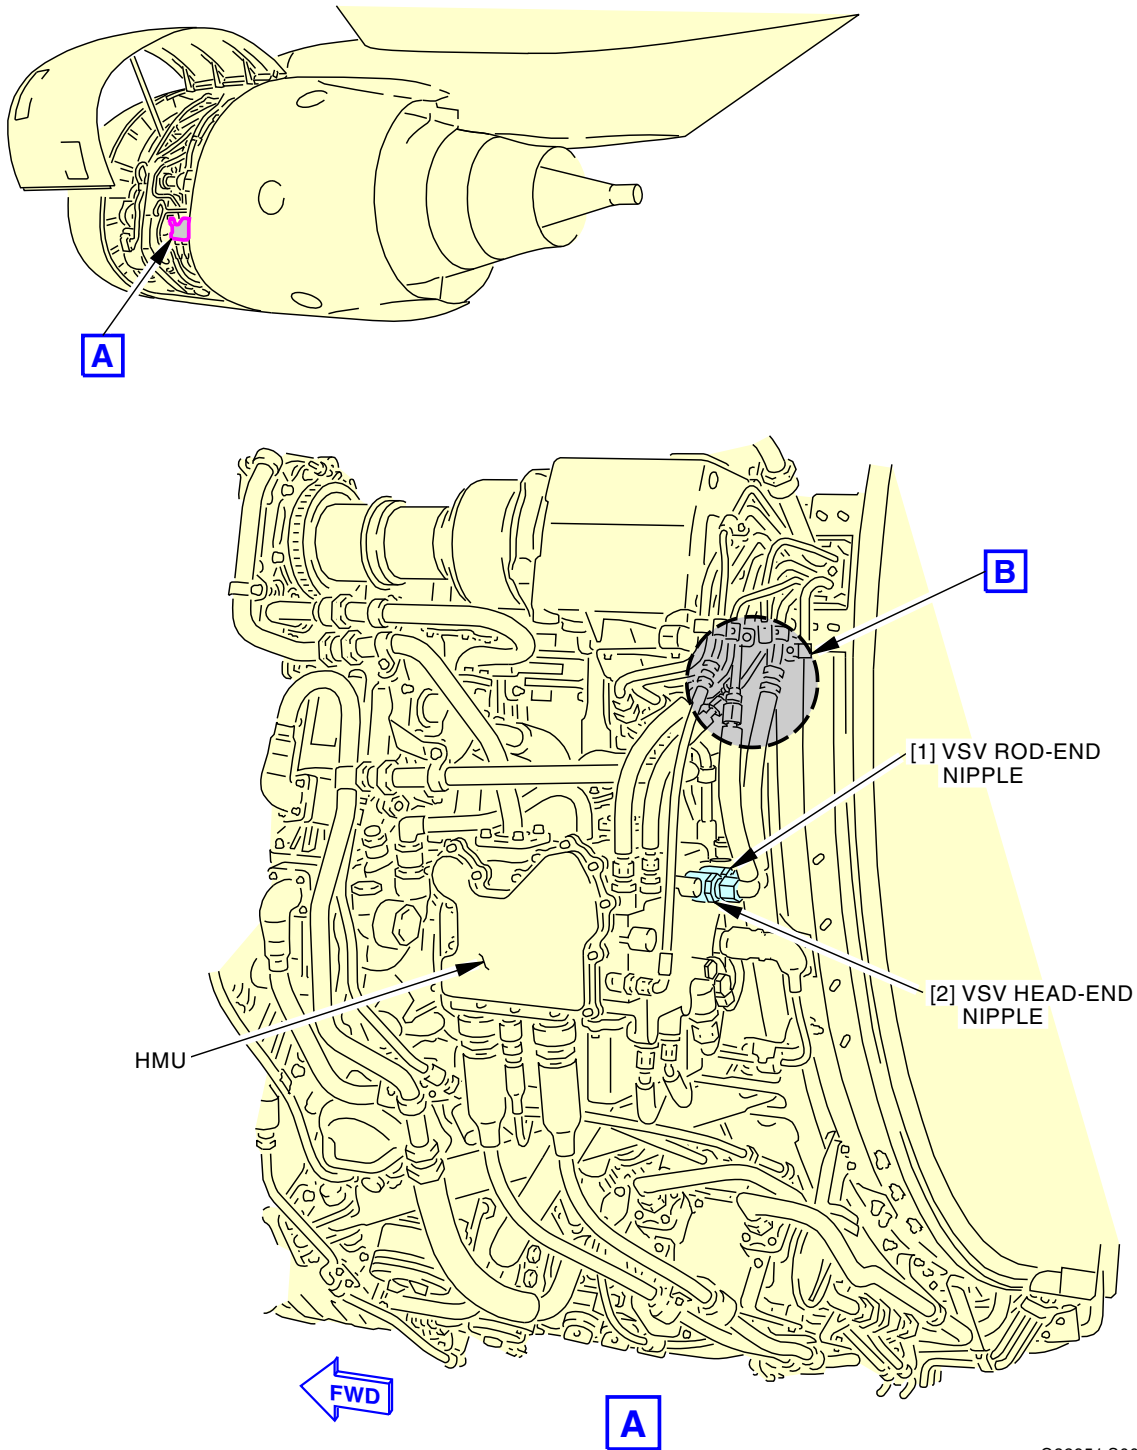 A
B
[1] VSV ROD-END
NIPPLE
[2] VSV HEAD-END
NIPPLE
HMU
FWD
A